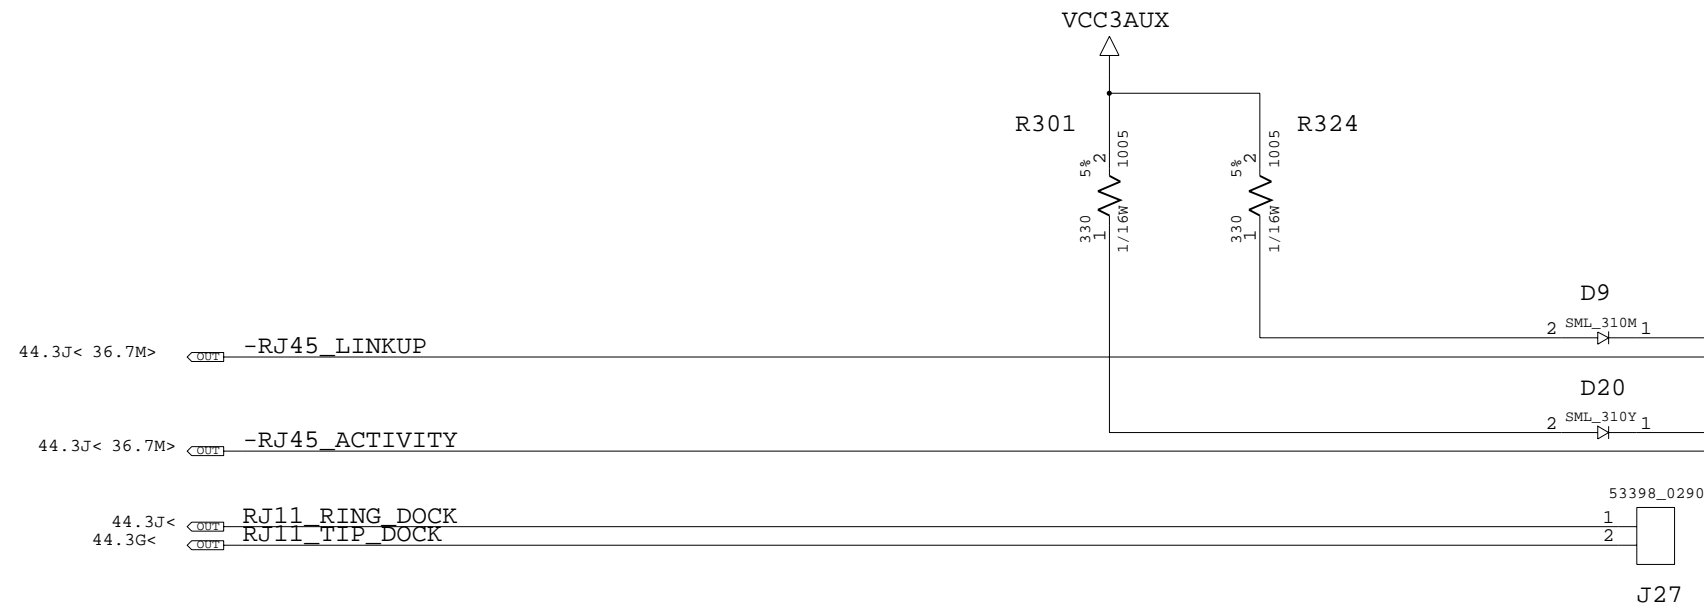 VCC3AUX
R301
R324
5% 2 1005
330 1 1/16W
5% 2 1005
330 1 1/16W
D9
2 SML_310M 1
44.3J< 36.7M> OUT -RJ45_LINKUP
D20
2 SML_310Y 1
44.3J< 36.7M> OUT -RJ45_ACTIVITY
53398_0290
44.3J< OUT RJ11_RING_DOCK 1
44.3G< OUT RJ11_TIP_DOCK 2
J27